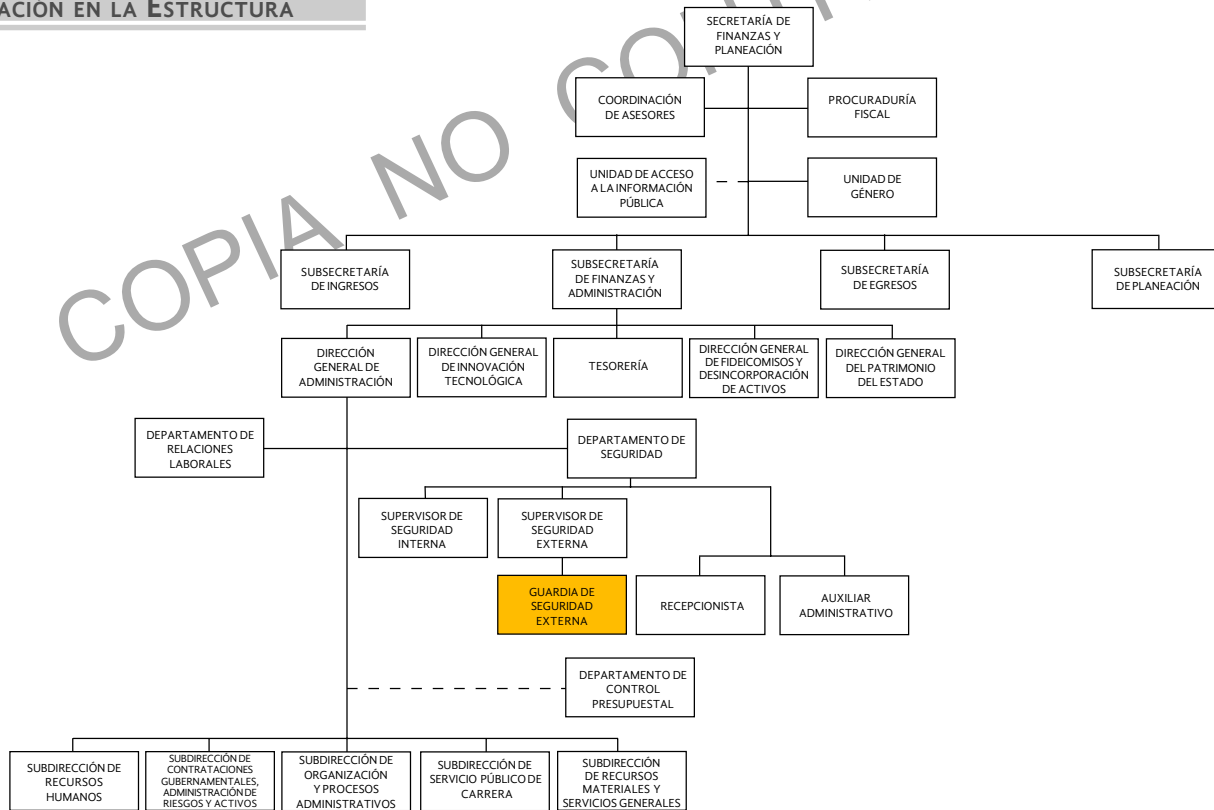 ACIÓN EN LA ESTRUCTURA
SECRETARÍA DE
FINANZAS Y
PLANEACIÓN
COORDINACIÓN
DE ASESORES
PROCURADURÍA
FISCAL
UNIDAD DE ACCESO
A LA INFORMACIÓN
PÚBLICA
UNIDAD DE
GÉNERO
COPIA NO
SUBSECRETARÍA
DE INGRESOS
SUBSECRETARÍA
DE FINANZAS Y
ADMINISTRACIÓN
SUBSECRETARÍA
DE EGRESOS
SUBSECRETARÍA
DE PLANEACIÓN
DIRECCIÓN
GENERAL DE
ADMINISTRACIÓN
DIRECCIÓN GENERAL
DE INNOVACIÓN
TECNOLÓGICA
TESORERÍA
DIRECCIÓN GENERAL
DE FIDEICOMISOS Y
DESINCORPORACIÓN
DE ACTIVOS
DIRECCIÓN GENERAL
DEL PATRIMONIO
DEL ESTADO
DEPARTAMENTO DE
RELACIONES
LABORALES
DEPARTAMENTO DE
SEGURIDAD
SUPERVISOR DE
SEGURIDAD
INTERNA
SUPERVISOR DE
SEGURIDAD
EXTERNA
GUARDIA DE
SEGURIDAD
EXTERNA
RECEPCIONISTA
AUXILIAR
ADMINISTRATIVO
DEPARTAMENTO DE
CONTROL
PRESUPUESTAL
SUBDIRECCIÓN DE
RECURSOS
HUMANOS
SUBDIRECCIÓN DE
CONTRATACIONES
GUBERNAMENTALES,
ADMINISTRACIÓN DE
RIESGOS Y ACTIVOS
SUBDIRECCIÓN DE
ORGANIZACIÓN
Y PROCESOS
ADMINISTRATIVOS
SUBDIRECCIÓN DE
SERVICIO PÚBLICO DE
CARRERA
SUBDIRECCIÓN
DE RECURSOS
MATERIALES Y
SERVICIOS GENERALES